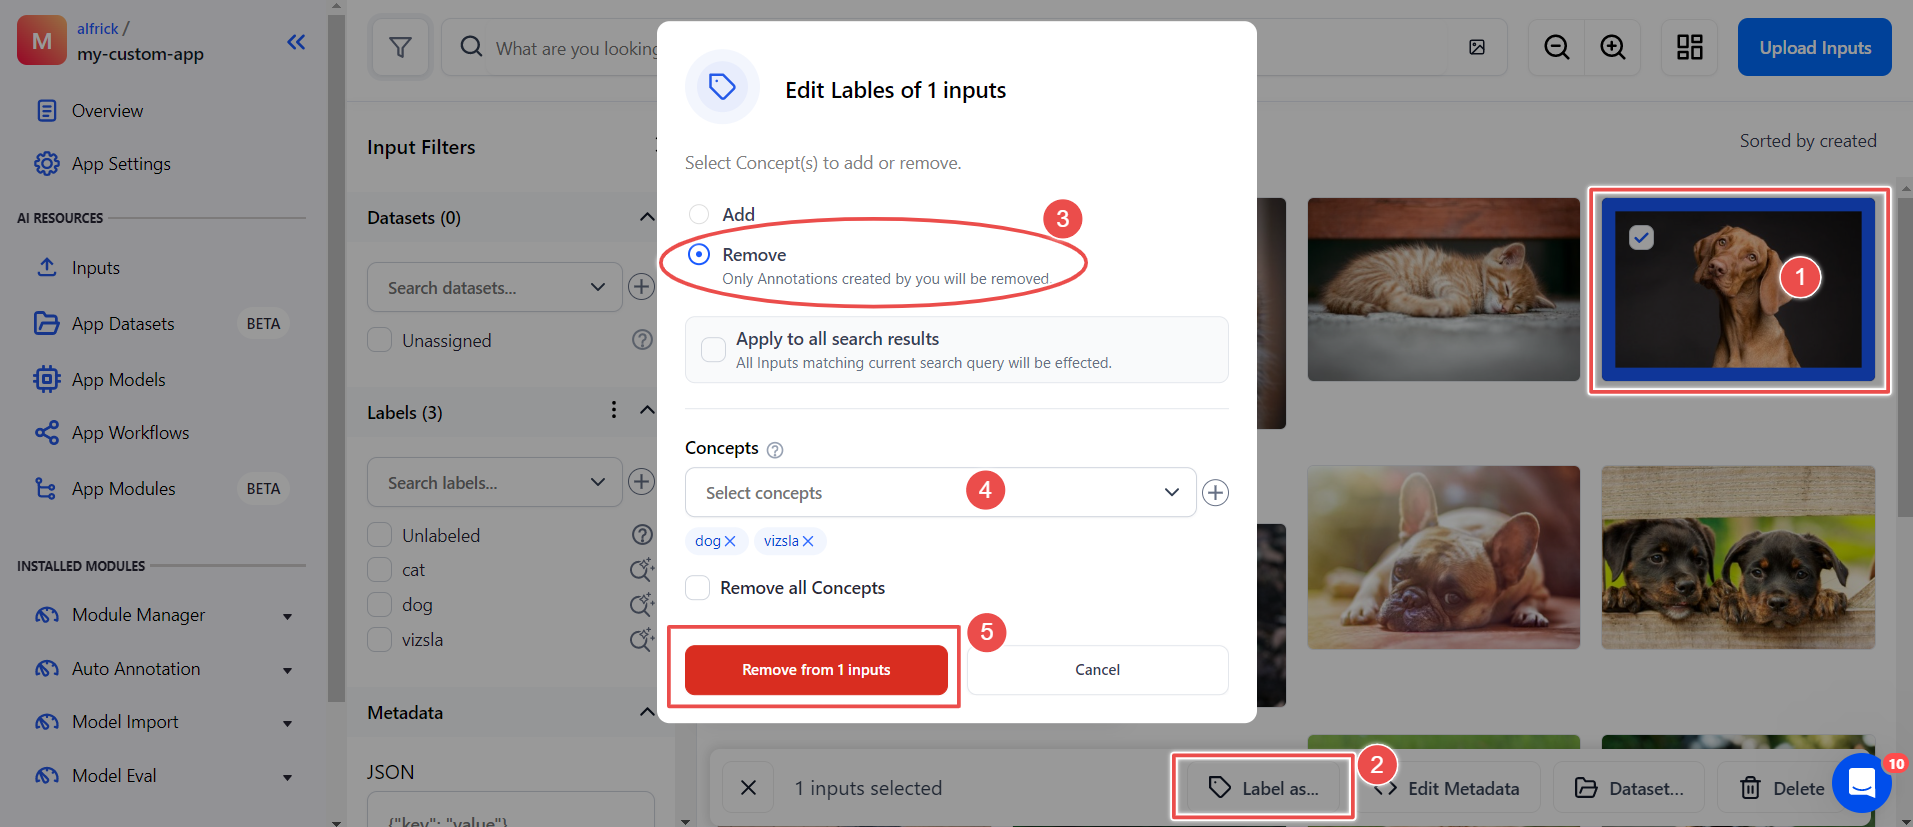 M
alfrick /
my-custom-app
Overview
App Settings
AI RESOURCES
Inputs
App Datasets BETA
App Models
App Workflows
App Modules BETA
INSTALLED MODULES
Module Manager
Auto Annotation
Model Import
Model Eval
What are you looking
Upload Inputs
Input Filters
Sorted by created
Datasets (0)
Search datasets...
Unassigned
Labels (3)
Search labels...
Unlabeled
cat
dog
vizsla
Metadata
JSON
{"key": "value"}
Edit Lables of 1 inputs
Select Concept(s) to add or remove.
Add
3
Remove
Only Annotations created by you will be removed
Apply to all search results
All Inputs matching current search query will be effected.
Concepts
Select concepts
4
dog
vizsla
Remove all Concepts
5
Remove from 1 inputs
Cancel
1
1 inputs selected
Label as...
2
Edit Metadata
Dataset...
Delete
10